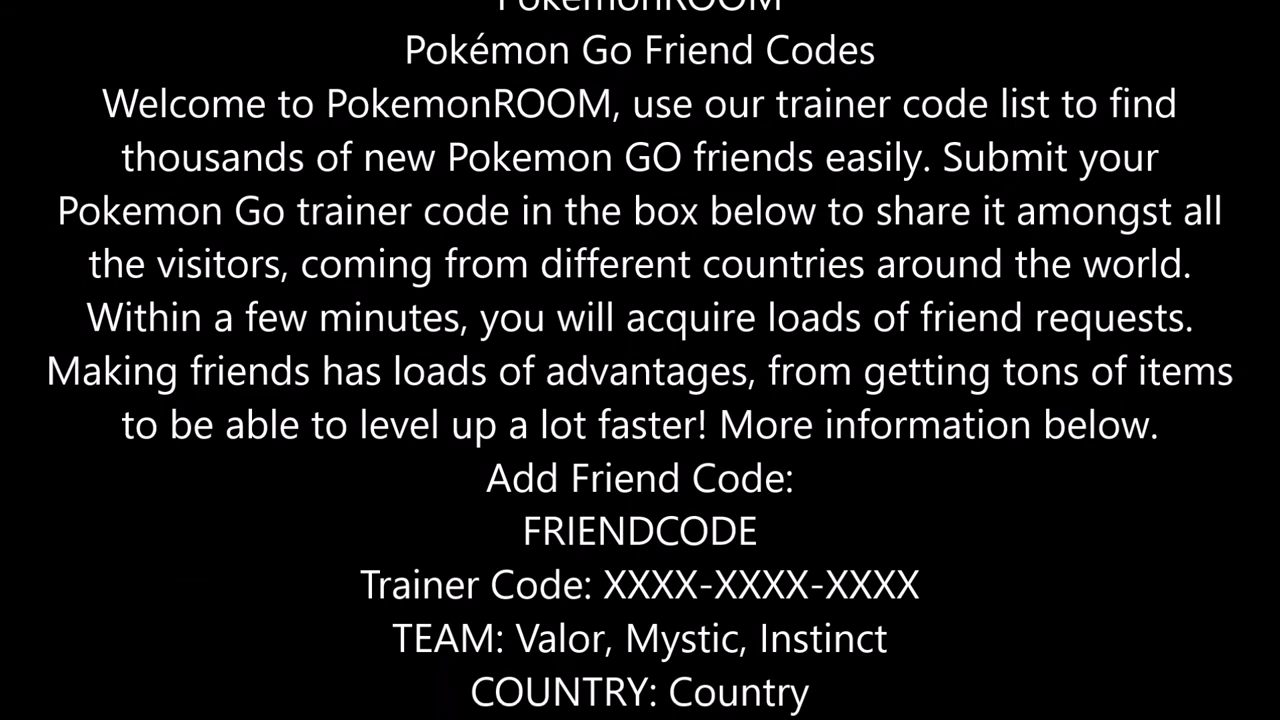 PokemonROOM
Pokémon Go Friend Codes
Welcome to PokemonROOM, use our trainer code list to find
thousands of new Pokemon GO friends easily. Submit your
Pokemon Go trainer code in the box below to share it amongst all
the visitors, coming from different countries around the world.
Within a few minutes, you will acquire loads of friend requests.
Making friends has loads of advantages, from getting tons of items
to be able to level up a lot faster! More information below.
Add Friend Code:
FRIENDCODE
Trainer Code: XXXX-XXXX-XXXX
TEAM: Valor, Mystic, Instinct
COUNTRY: Country